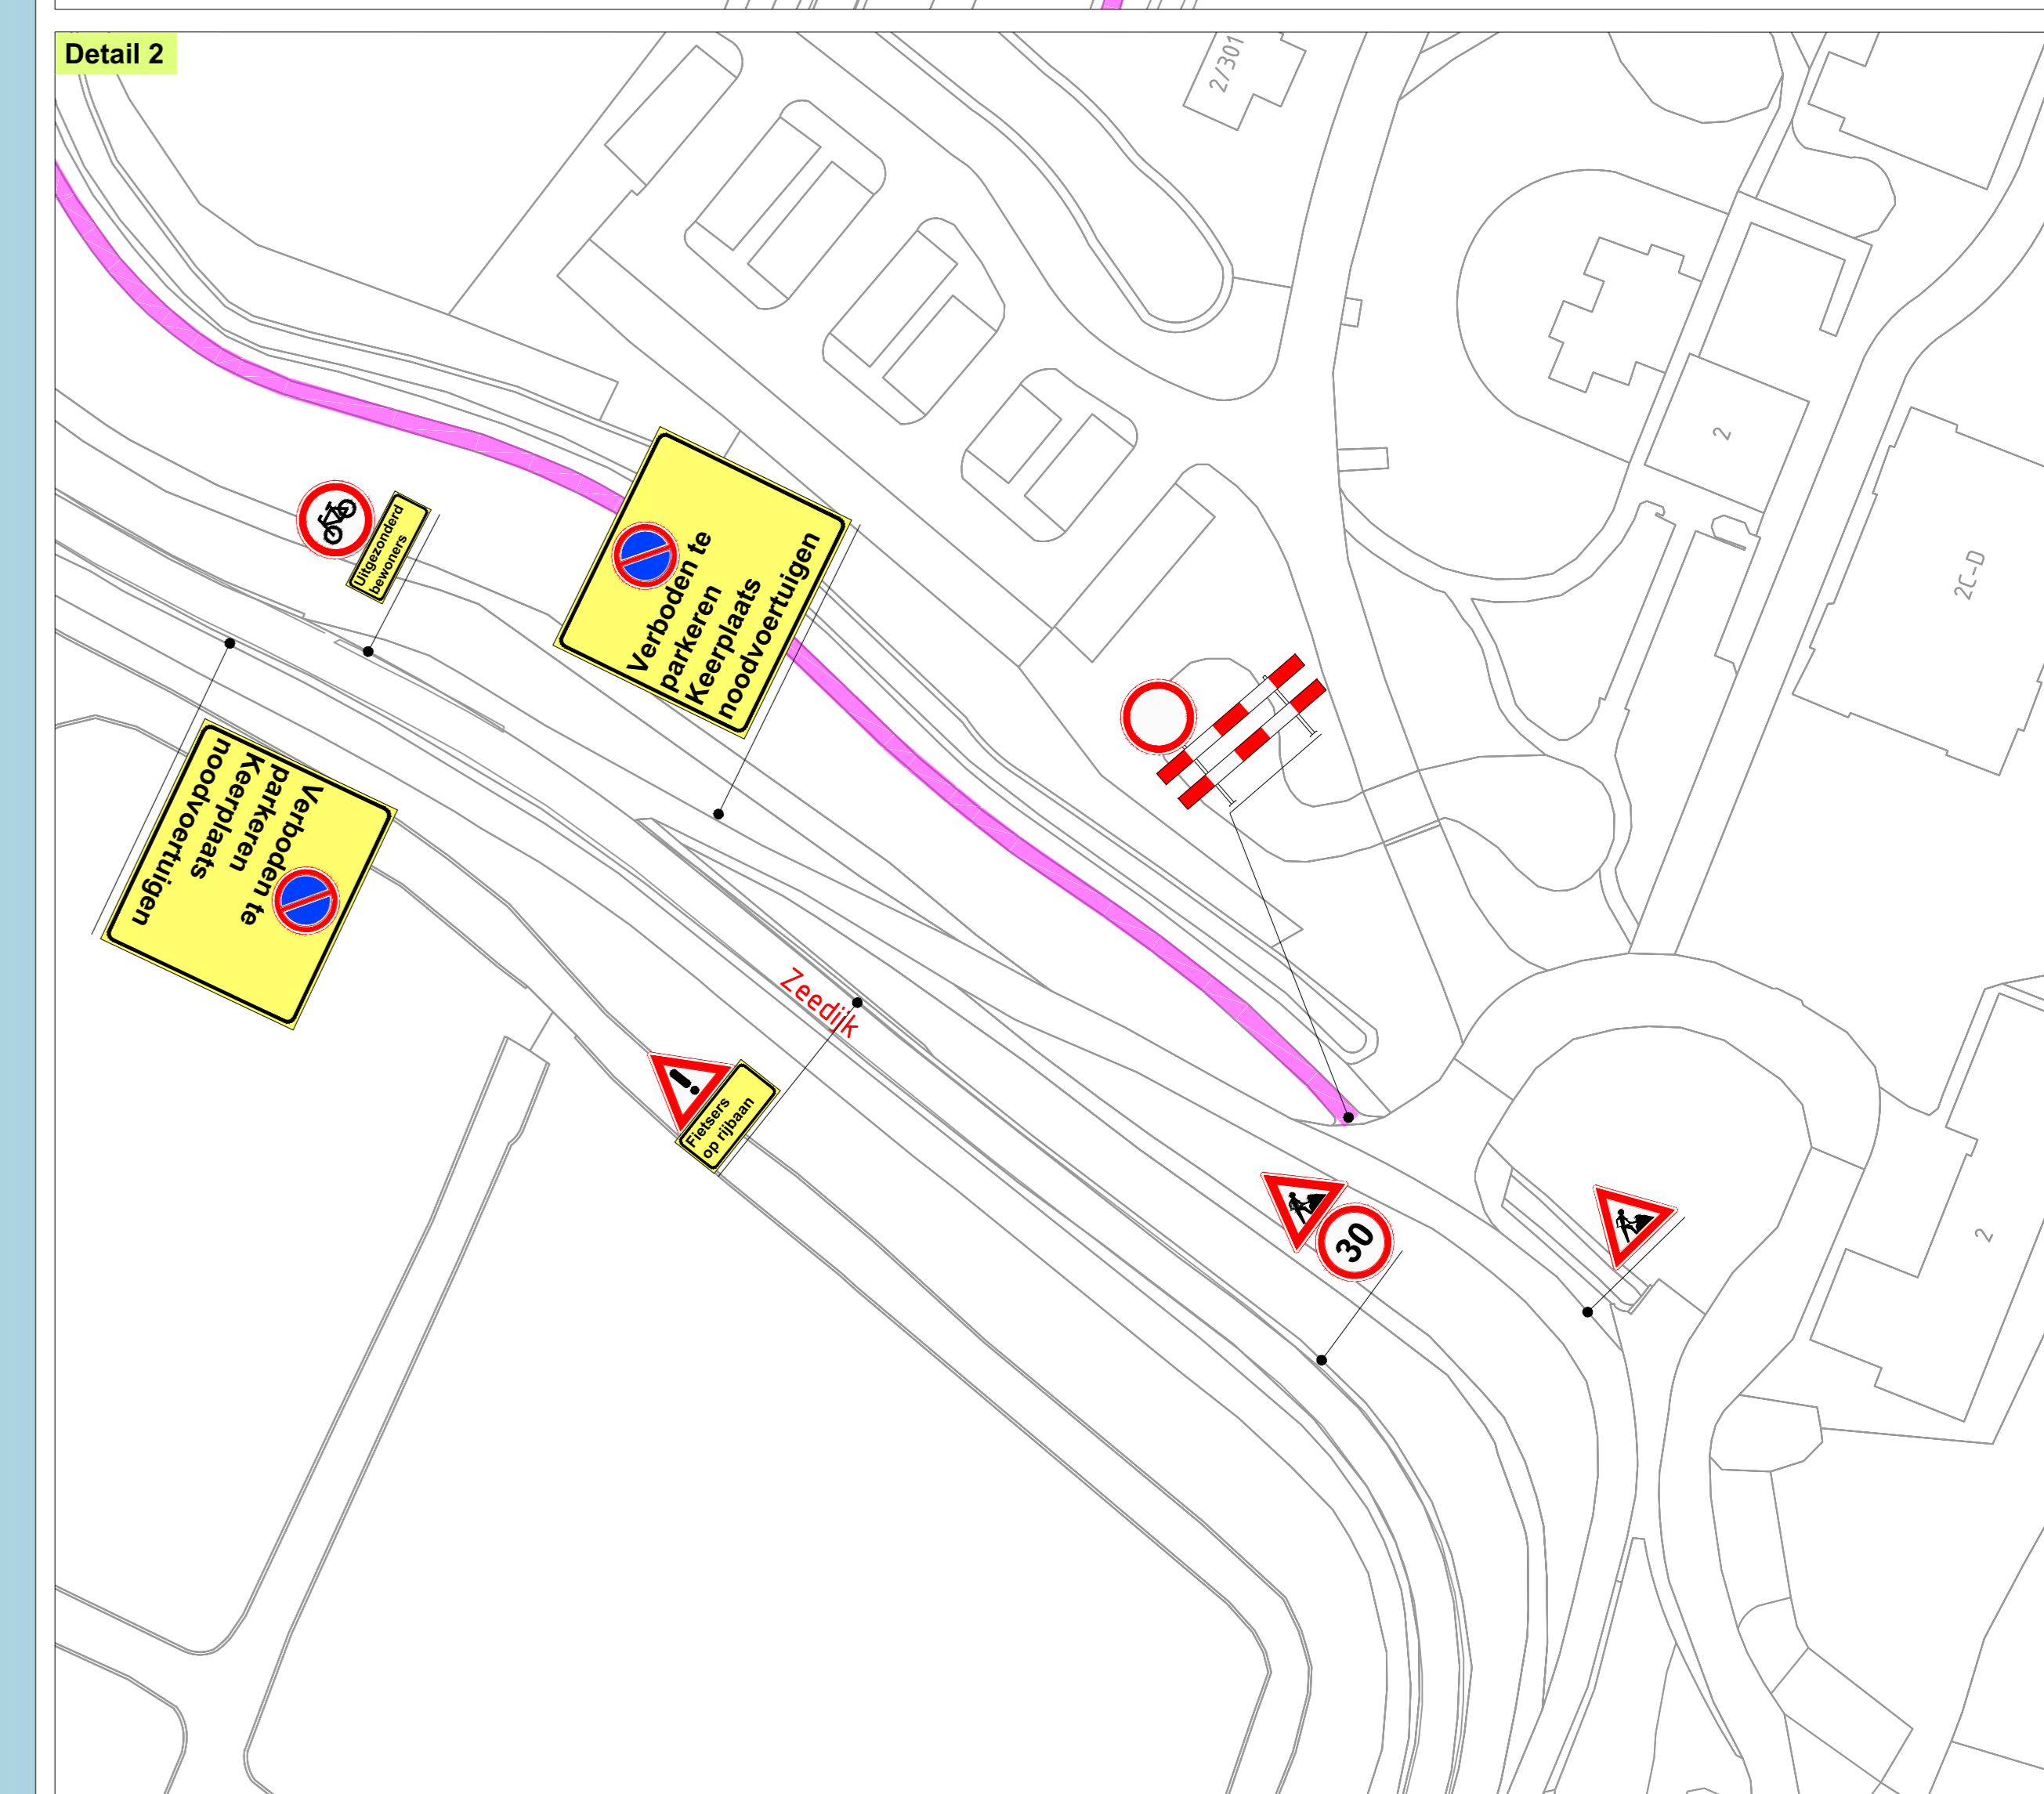 Detail 2
2/301
2
2C-D
Uitgezonderd
bewoners
Verboden te
parkeren
Keerplaats
noodvoertuigen
Verboden te
parkeren
Keerplaats
noodvoertuigen
Zeedijk
!
Fietsers
op rijbaan
30
2